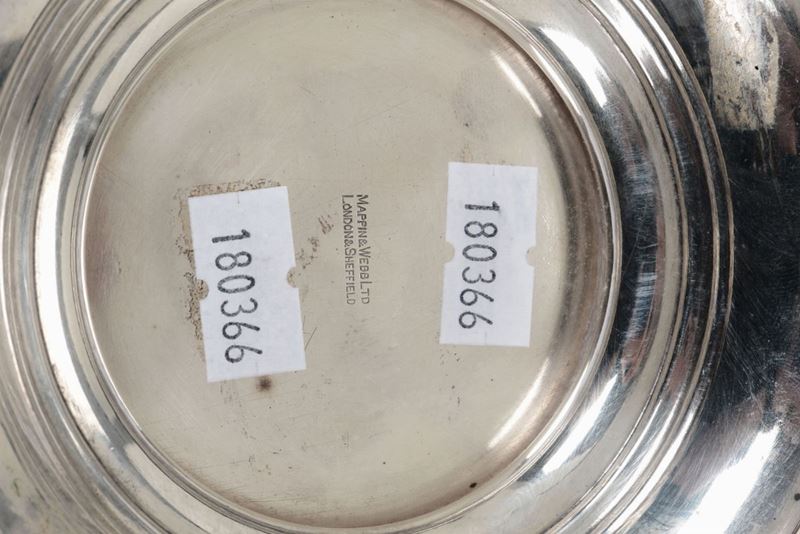 180366
MAPPIN & WEBB LTD
LONDON & SHEFFIELD
180366